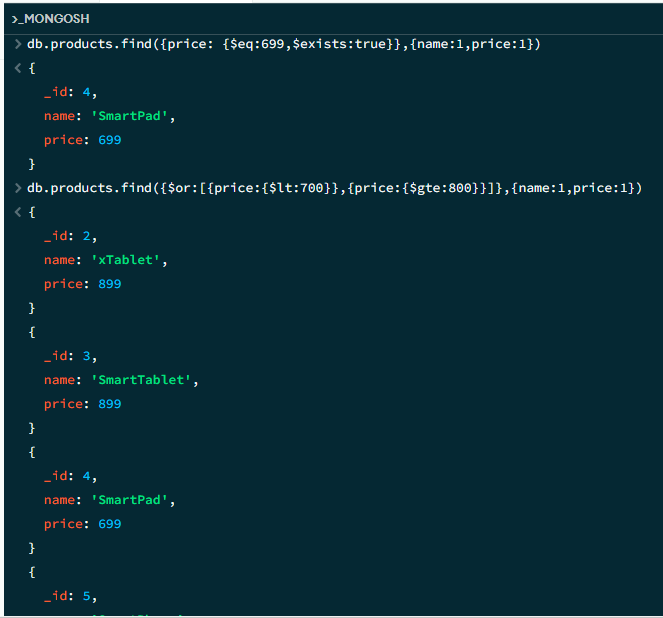 >_MONGOSH
> db.products.find({price: {$eq:699,$exists:true}},{name:1,price:1})
< {
_id: 4,
name: 'SmartPad',
price: 699
}
> db.products.find({$or:[{price:{$lt:700}},{price:{$gte:800}}]},{name:1,price:1})
< {
_id: 2,
name: 'xTablet',
price: 899
}
{
_id: 3,
name: 'SmartTablet',
price: 899
}
{
_id: 4,
name: 'SmartPad',
price: 699
}
{
_id: 5,